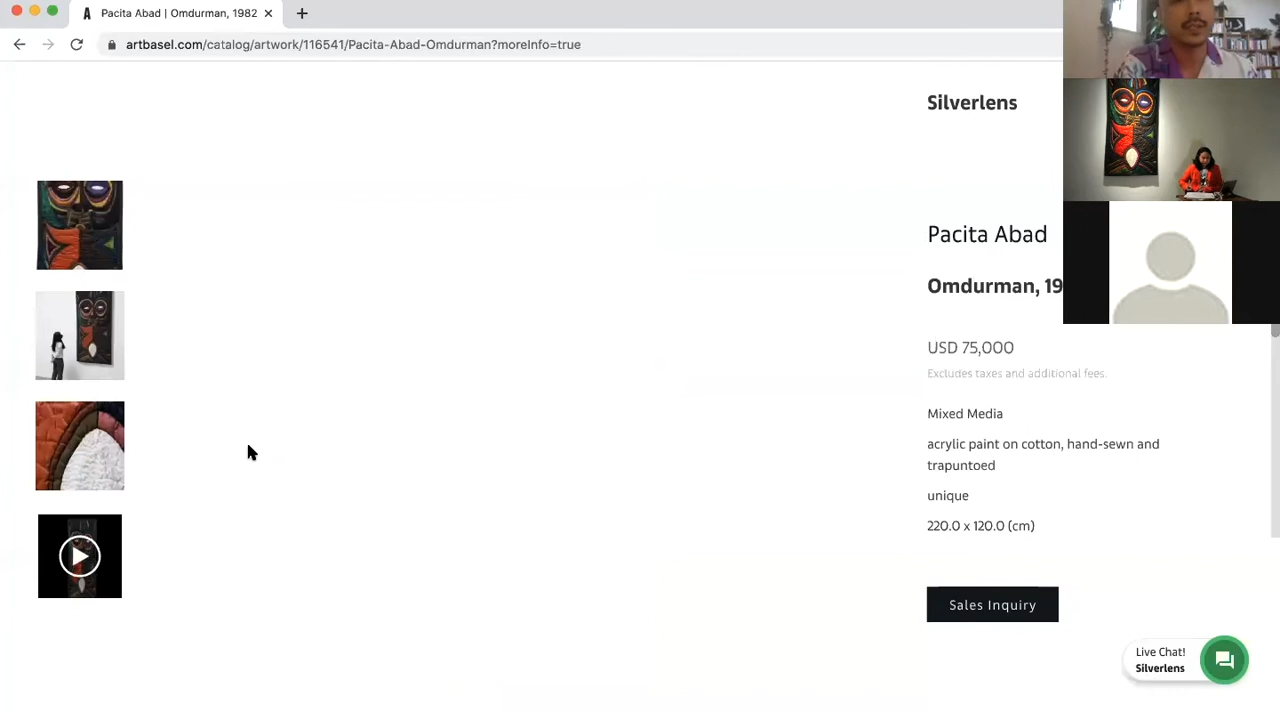 Pacita Abad | Omdurman, 1982
artbasel.com/catalog/artwork/116541/Pacita-Abad-Omdurman?moreInfo=true
Silverlens
Pacita Abad
Omdurman, 19
USD 75,000
Excludes taxes and additional fees.
Mixed Media
acrylic paint on cotton, hand-sewn and
trapuntoed
unique
220.0 x 120.0 (cm)
Sales Inquiry
Live Chat!
Silverlens